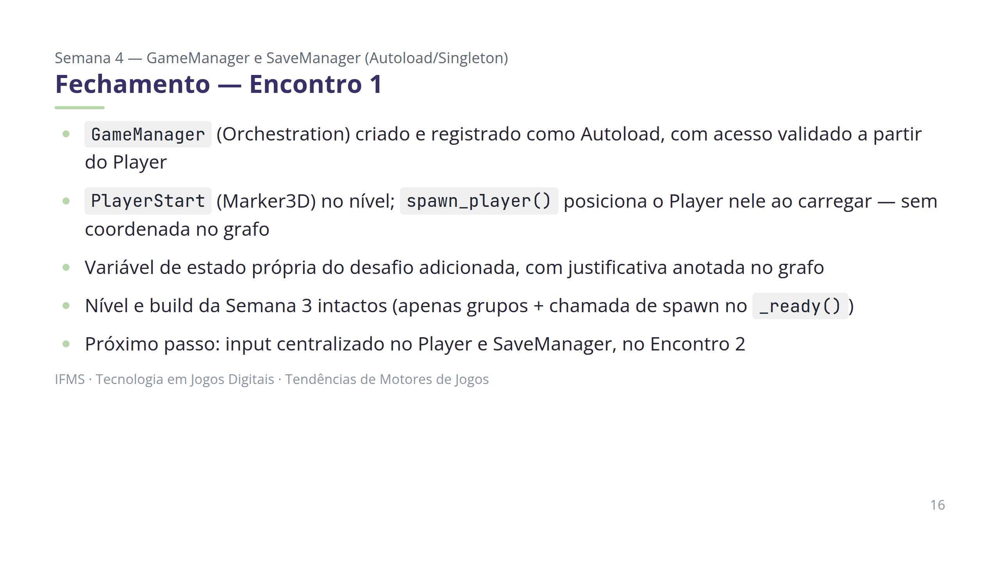 Semana 4 — GameManager e SaveManager (Autoload/Singleton)
Fechamento — Encontro 1
GameManager (Orchestration) criado e registrado como Autoload, com acesso validado a partir
do Player
PlayerStart (Marker3D) no nível; spawn_player() posiciona o Player nele ao carregar — sem
coordenada no grafo
Variável de estado própria do desafio adicionada, com justificativa anotada no grafo
Nível e build da Semana 3 intactos (apenas grupos + chamada de spawn no _ready())
Próximo passo: input centralizado no Player e SaveManager, no Encontro 2
IFMS · Tecnologia em Jogos Digitais · Tendências de Motores de Jogos
16